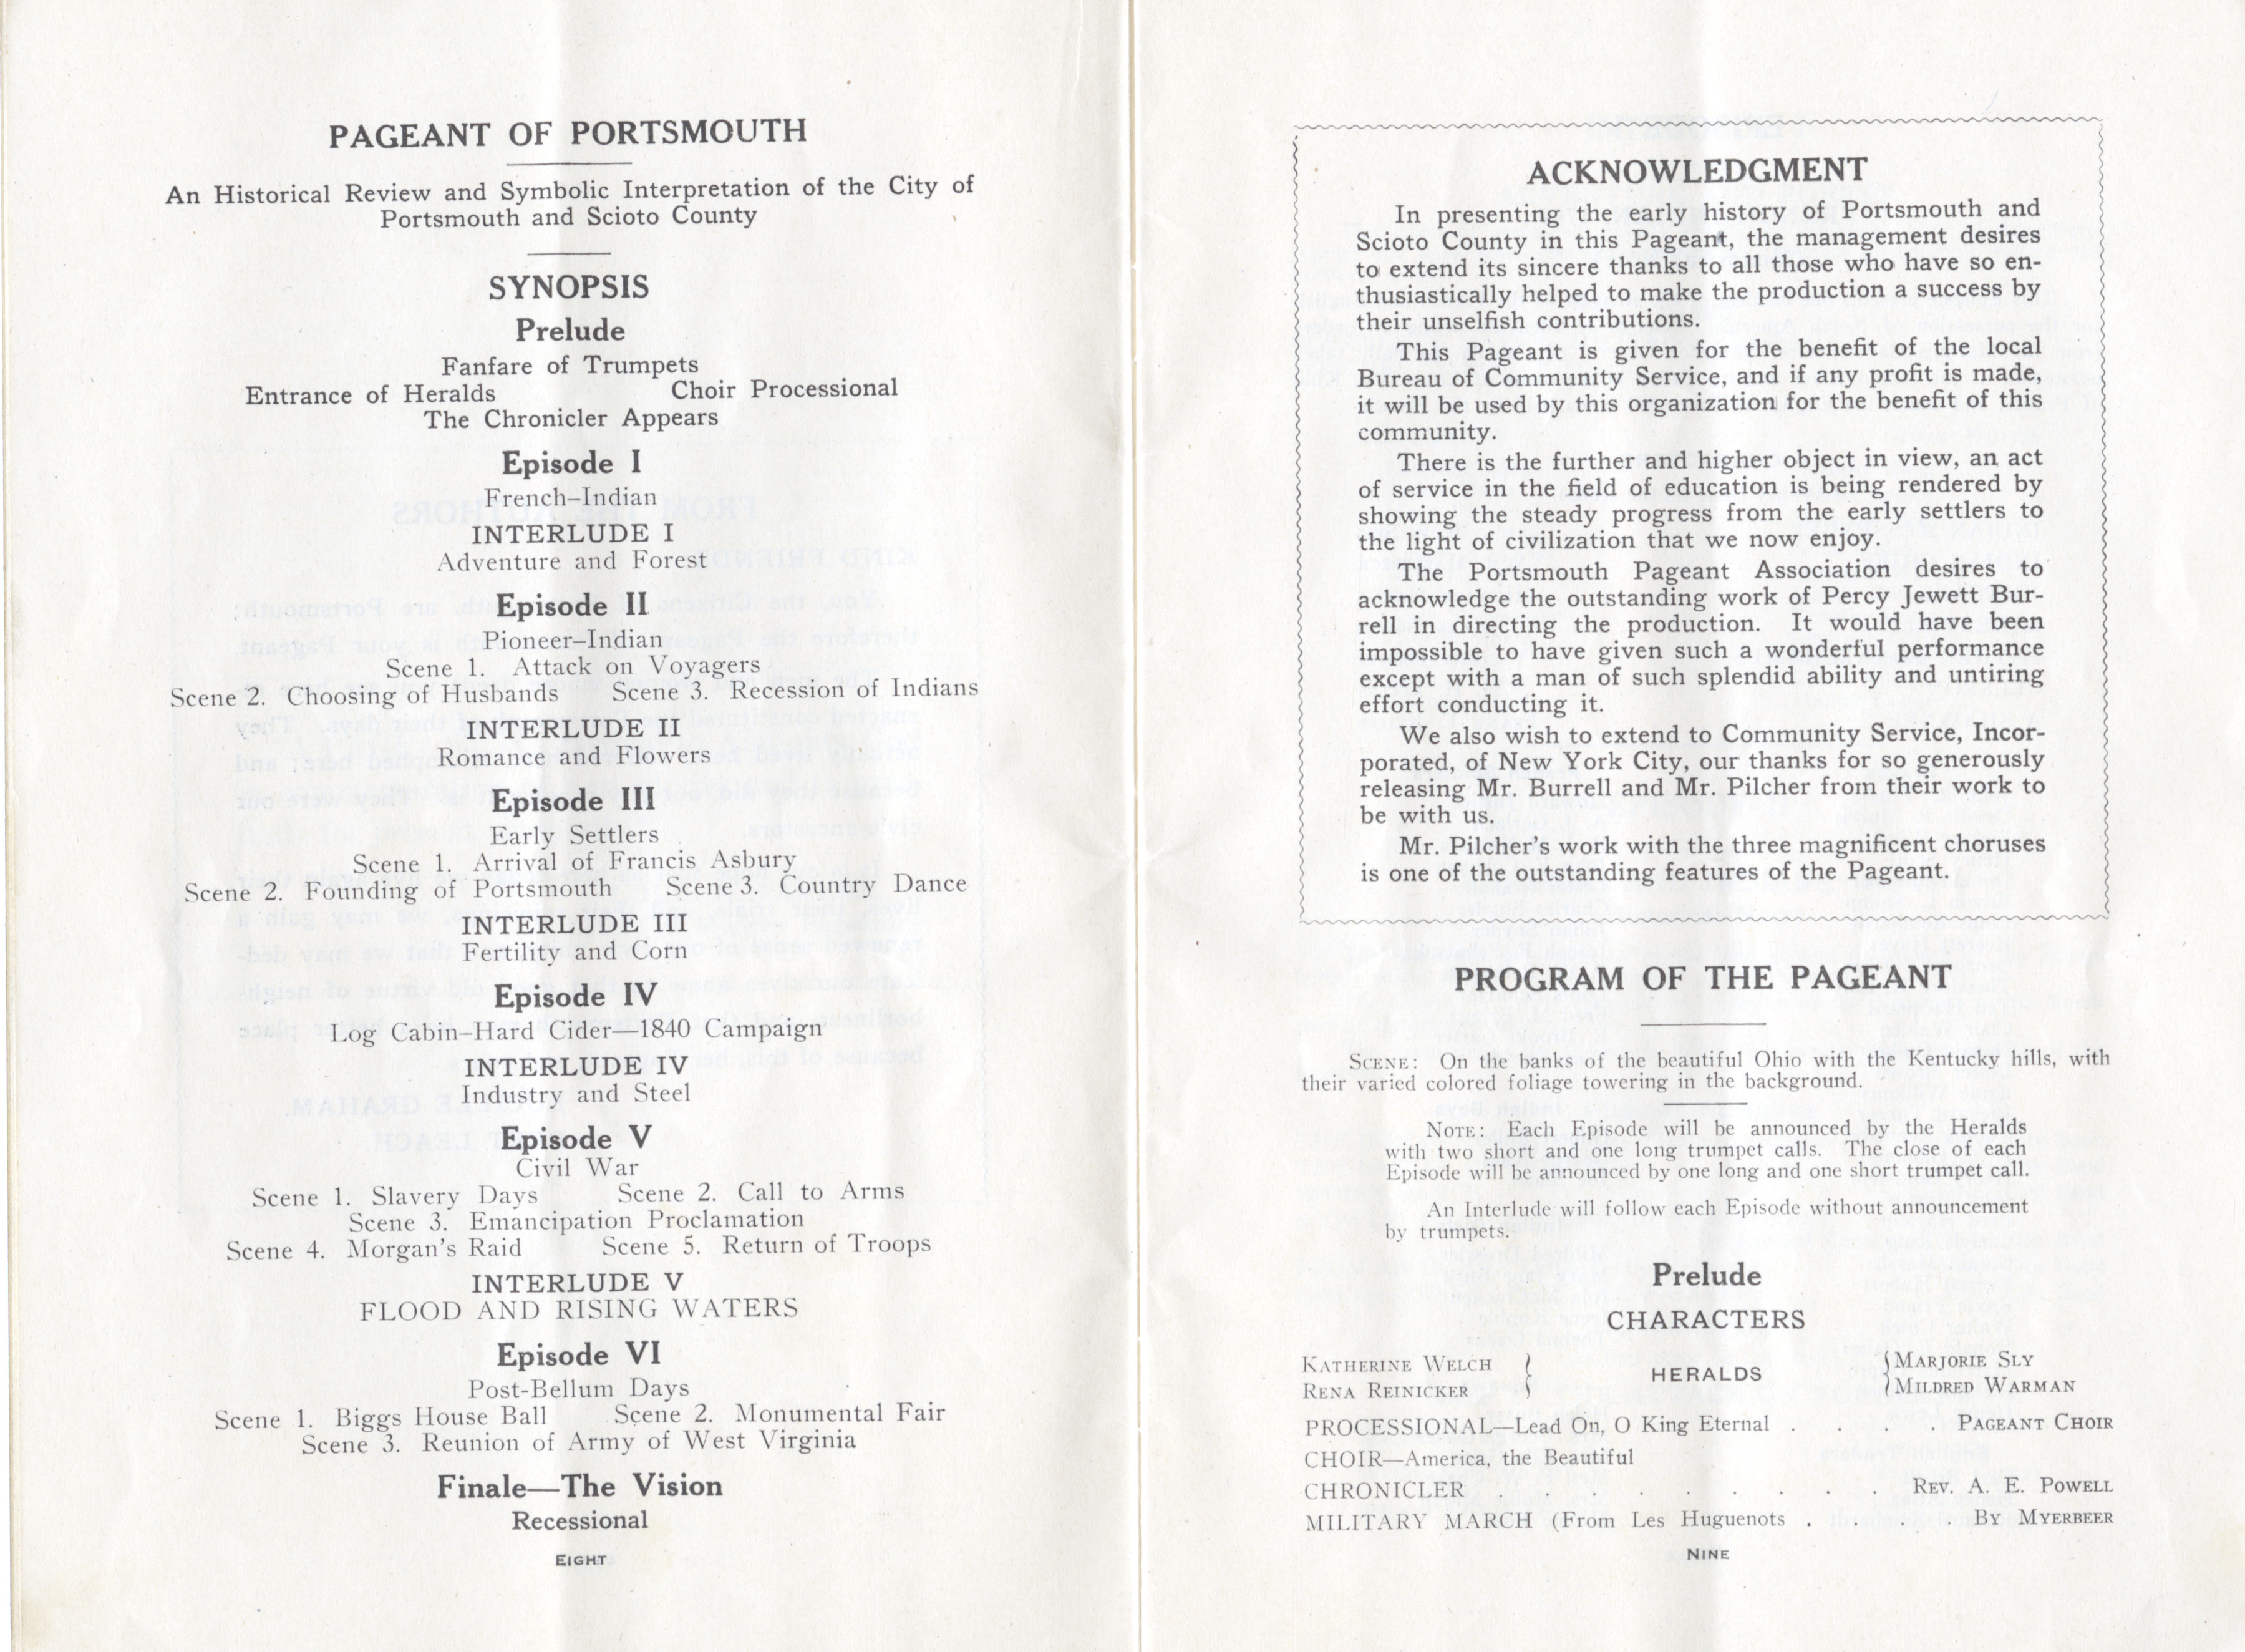 PAGEANT OF PORTSMOUTH
An Historical Review and Symbolic Interpretation of the City of
Portsmouth and Scioto County
SYNOPSIS
Prelude
Fanfare of Trumpets
Entrance of Heralds Choir Processional
The Chronicler Appears
Episode I
French-Indian
INTERLUDE I
Adventure and Forest
Episode II
Pioneer-Indian
Scene 1. Attack on Voyagers
Scene 2. Choosing of Husbands Scene 3. Recession of Indians
INTERLUDE II
Romance and Flowers
Episode III
Early Settlers
Scene 1. Arrival of Francis Asbury
Scene 2. Founding of Portsmouth Scene 3. Country Dance
INTERLUDE III
Fertility and Corn
Episode IV
Log Cabin-Hard Cider—1840 Campaign
INTERLUDE IV
Industry and Steel
Episode V
Civil War
Scene 1. Slavery Days Scene 2. Call to Arms
Scene 3. Emancipation Proclamation
Scene 4. Morgan's Raid Scene 5. Return of Troops
INTERLUDE V
FLOOD AND RISING WATERS
Episode VI
Post-Bellum Days
Scene 1. Biggs House Ball Scene 2. Monumental Fair
Scene 3. Reunion of Army of West Virginia
Finale—The Vision
Recessional
EIGHT
ACKNOWLEDGMENT
In presenting the early history of Portsmouth and
Scioto County in this Pageant, the management desires
to extend its sincere thanks to all those who have so en-
thusiastically helped to make the production a success by
their unselfish contributions.
This Pageant is given for the benefit of the local
Bureau of Community Service, and if any profit is made,
it will be used by this organization for the benefit of this
community.
There is the further and higher object in view, an act
of service in the field of education is being rendered by
showing the steady progress from the early settlers to
the light of civilization that we now enjoy.
The Portsmouth Pageant Association desires to
acknowledge the outstanding work of Percy Jewett Bur-
rell in directing the production. It would have been
impossible to have given such a wonderful performance
except with a man of such splendid ability and untiring
effort conducting it.
We also wish to extend to Community Service, Incor-
porated, of New York City, our thanks for so generously
releasing Mr. Burrell and Mr. Pilcher from their work to
be with us.
Mr. Pilcher's work with the three magnificent choruses
is one of the outstanding features of the Pageant.
PROGRAM OF THE PAGEANT
SCENE: On the banks of the beautiful Ohio with the Kentucky hills, with
their varied colored foliage towering in the background.
NOTE: Each Episode will be announced by the Heralds
with two short and one long trumpet calls. The close of each
Episode will be announced by one long and one short trumpet call.
An Interlude will follow each Episode without announcement
by trumpets.
Prelude
CHARACTERS
KATHERINE WELCH } HERALDS { MARJORIE SLY
RENA REINICKER } { MILDRED WARMAN
PROCESSIONAL—Lead On, O King Eternal . . . . PAGEANT CHOIR
CHOIR—America, the Beautiful
CHRONICLER . . . . . . . . . REV. A. E. POWELL
MILITARY MARCH (From Les Huguenots . . . . BY MYERBEER
NINE